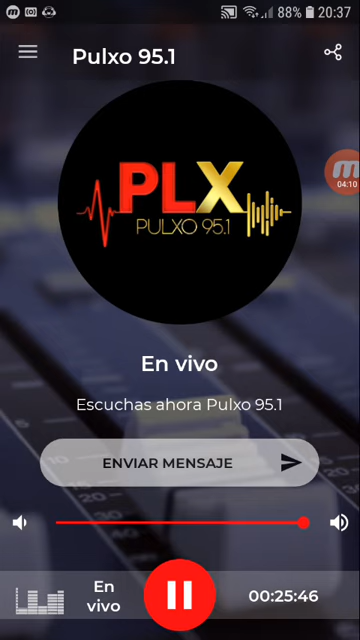 88% 20:37
Pulxo 95.1
04:10
PLX
PULXO 95.1
En vivo
Escuchas ahora Pulxo 95.1
ENVIAR MENSAJE
En
vivo
00:25:46